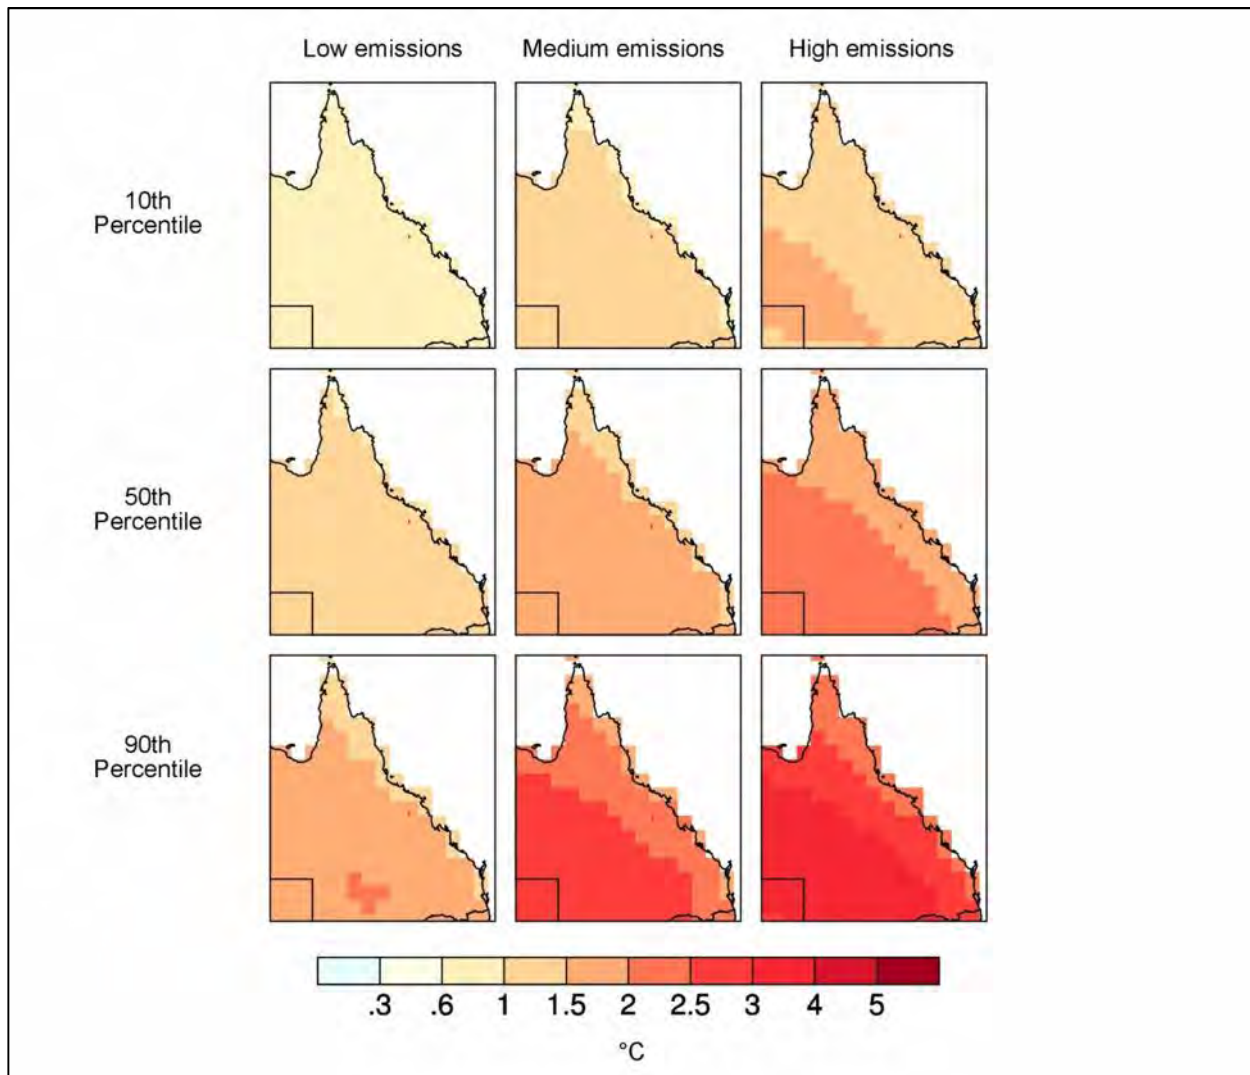 Low emissions Medium emissions High emissions
10th
Percentile
50th
Percentile
90th
Percentile
.3 .6 1 1.5 2 2.5 3 4 5
°C